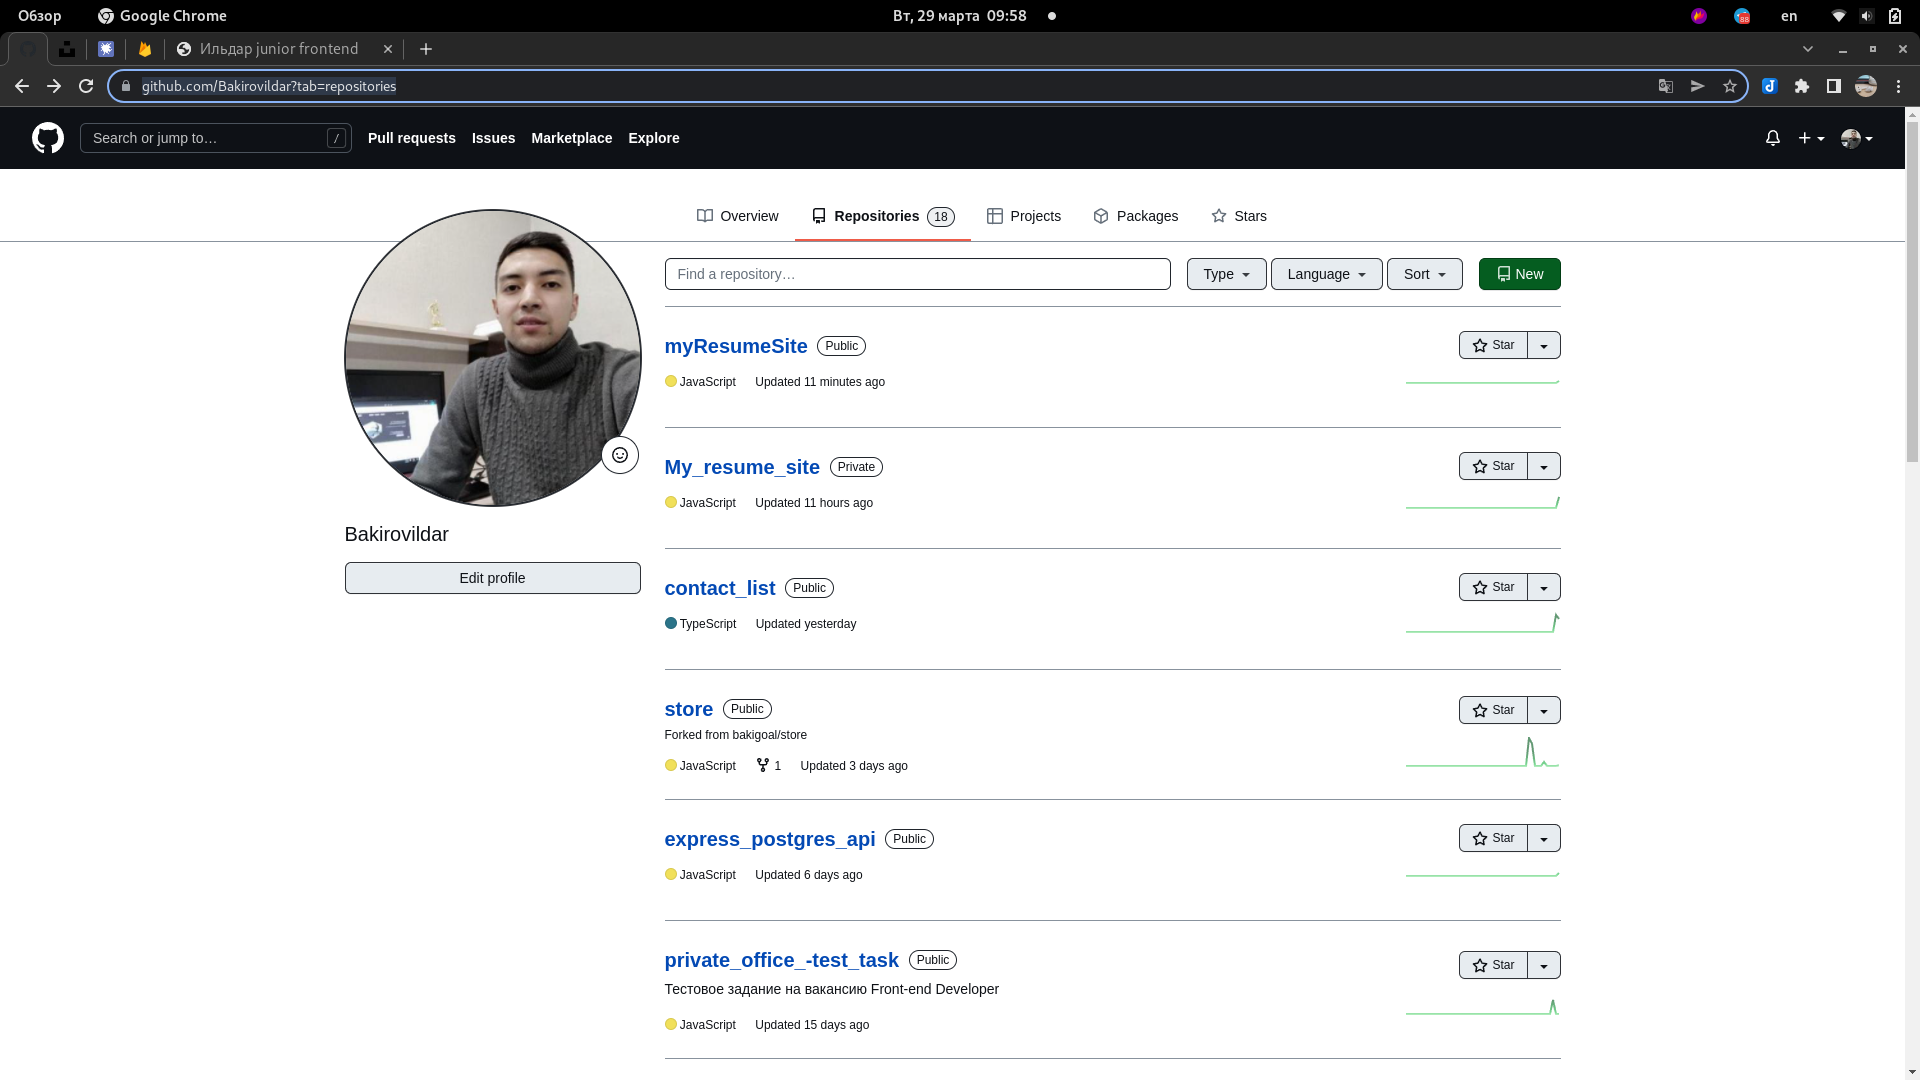 Обзор
Google Chrome
Вт, 29 марта 09:58
88
en
Ильдар junior frontend
github.com/Bakirovildar?tab=repositories
Search or jump to…
/
Pull requests
Issues
Marketplace
Explore
Overview
Repositories 18
Projects
Packages
Stars
Bakirovildar
Edit profile
Find a repository…
Type
Language
Sort
New
myResumeSite Public
Star
JavaScript Updated 11 minutes ago
My_resume_site Private
Star
JavaScript Updated 11 hours ago
contact_list Public
Star
TypeScript Updated yesterday
store Public
Star
Forked from bakigoal/store
JavaScript 1 Updated 3 days ago
express_postgres_api Public
Star
JavaScript Updated 6 days ago
private_office_-test_task Public
Star
Тестовое задание на вакансию Front-end Developer
JavaScript Updated 15 days ago